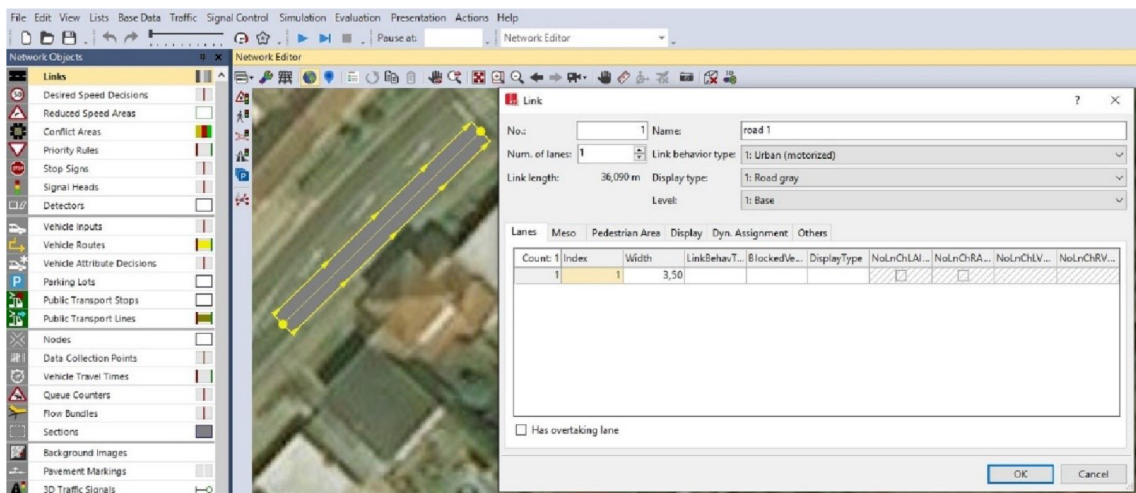 File Edit View Lists Base Data Traffic Signal Control Simulation Evaluation Presentation Actions Help
Pause at: Network Editor
Network Objects
Network Editor
Links
Desired Speed Decisions
Reduced Speed Areas
Conflict Areas
Priority Rules
Stop Signs
Signal Heads
Detectors
Vehicle Inputs
Vehicle Routes
Vehicle Attribute Decisions
Parking Lots
Public Transport Stops
Public Transport Lines
Nodes
Data Collection Points
Vehicle Travel Times
Queue Counters
Flow Bundles
Sections
Background Images
Pavement Markings
3D Traffic Signals
Link ?
No.: 1 Name: road 1
Num. of lanes: 1 Link behavior type: 1: Urban (motorized)
Link length: 36,090 m Display type: 1: Road gray
Level: 1: Base
Lanes Meso Pedestrian Area Display Dyn. Assignment Others
Count: 1 Index Width LinkBehavT... BlockedVe... DisplayType NoLnChLAl... NoLnChRA... NoLnChLV... NoLnChRV...
1 1 3,50
Has overtaking lane
OK Cancel